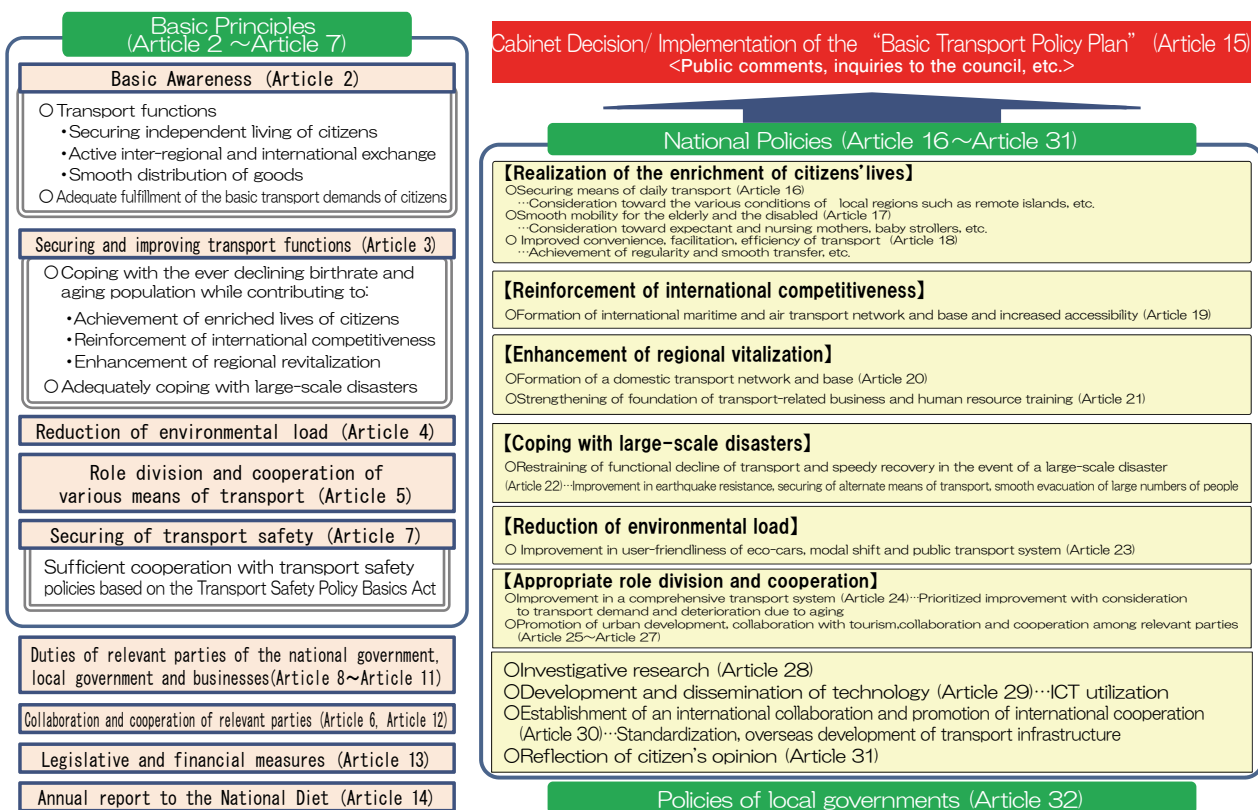 Basic Principles
(Article 2 ～Article 7)
Basic Awareness (Article 2)
○ Transport functions
・Securing independent living of citizens
・Active inter-regional and international exchange
・Smooth distribution of goods
○ Adequate fulfillment of the basic transport demands of citizens
Securing and improving transport functions (Article 3)
○ Coping with the ever declining birthrate and
aging population while contributing to:
・Achievement of enriched lives of citizens
・Reinforcement of international competitiveness
・Enhancement of regional revitalization
○ Adequately coping with large-scale disasters
Reduction of environmental load (Article 4)
Role division and cooperation of
various means of transport (Article 5)
Securing of transport safety (Article 7)
Sufficient cooperation with transport safety
policies based on the Transport Safety Policy Basics Act
Duties of relevant parties of the national government,
local government and businesses(Article 8～Article 11)
Collaboration and cooperation of relevant parties (Article 6, Article 12)
Legislative and financial measures (Article 13)
Annual report to the National Diet (Article 14)
Cabinet Decision/ Implementation of the “Basic Transport Policy Plan” (Article 15)
<Public comments, inquiries to the council, etc.>
National Policies (Article 16～Article 31)
【Realization of the enrichment of citizens' lives】
○Securing means of daily transport (Article 16)
…Consideration toward the various conditions of local regions such as remote islands, etc.
○Smooth mobility for the elderly and the disabled (Article 17)
…Consideration toward expectant and nursing mothers, baby strollers, etc.
○ Improved convenience, facilitation, efficiency of transport (Article 18)
…Achievement of regularity and smooth transfer, etc.
【Reinforcement of international competitiveness】
○Formation of international maritime and air transport network and base and increased accessibility (Article 19)
【Enhancement of regional vitalization】
○Formation of a domestic transport network and base (Article 20)
○Strengthening of foundation of transport-related business and human resource training (Article 21)
【Coping with large-scale disasters】
○Restraining of functional decline of transport and speedy recovery in the event of a large-scale disaster
(Article 22)…Improvement in earthquake resistance, securing of alternate means of transport, smooth evacuation of large numbers of people
【Reduction of environmental load】
○ Improvement in user-friendliness of eco-cars, modal shift and public transport system (Article 23)
【Appropriate role division and cooperation】
○Improvement in a comprehensive transport system (Article 24)…Prioritized improvement with consideration
to transport demand and deterioration due to aging
○Promotion of urban development, collaboration with tourism,collaboration and cooperation among relevant parties
(Article 25～Article 27)
○Investigative research (Article 28)
○Development and dissemination of technology (Article 29)…ICT utilization
○Establishment of an international collaboration and promotion of international cooperation
(Article 30)…Standardization, overseas development of transport infrastructure
○Reflection of citizen's opinion (Article 31)
Policies of local governments (Article 32)